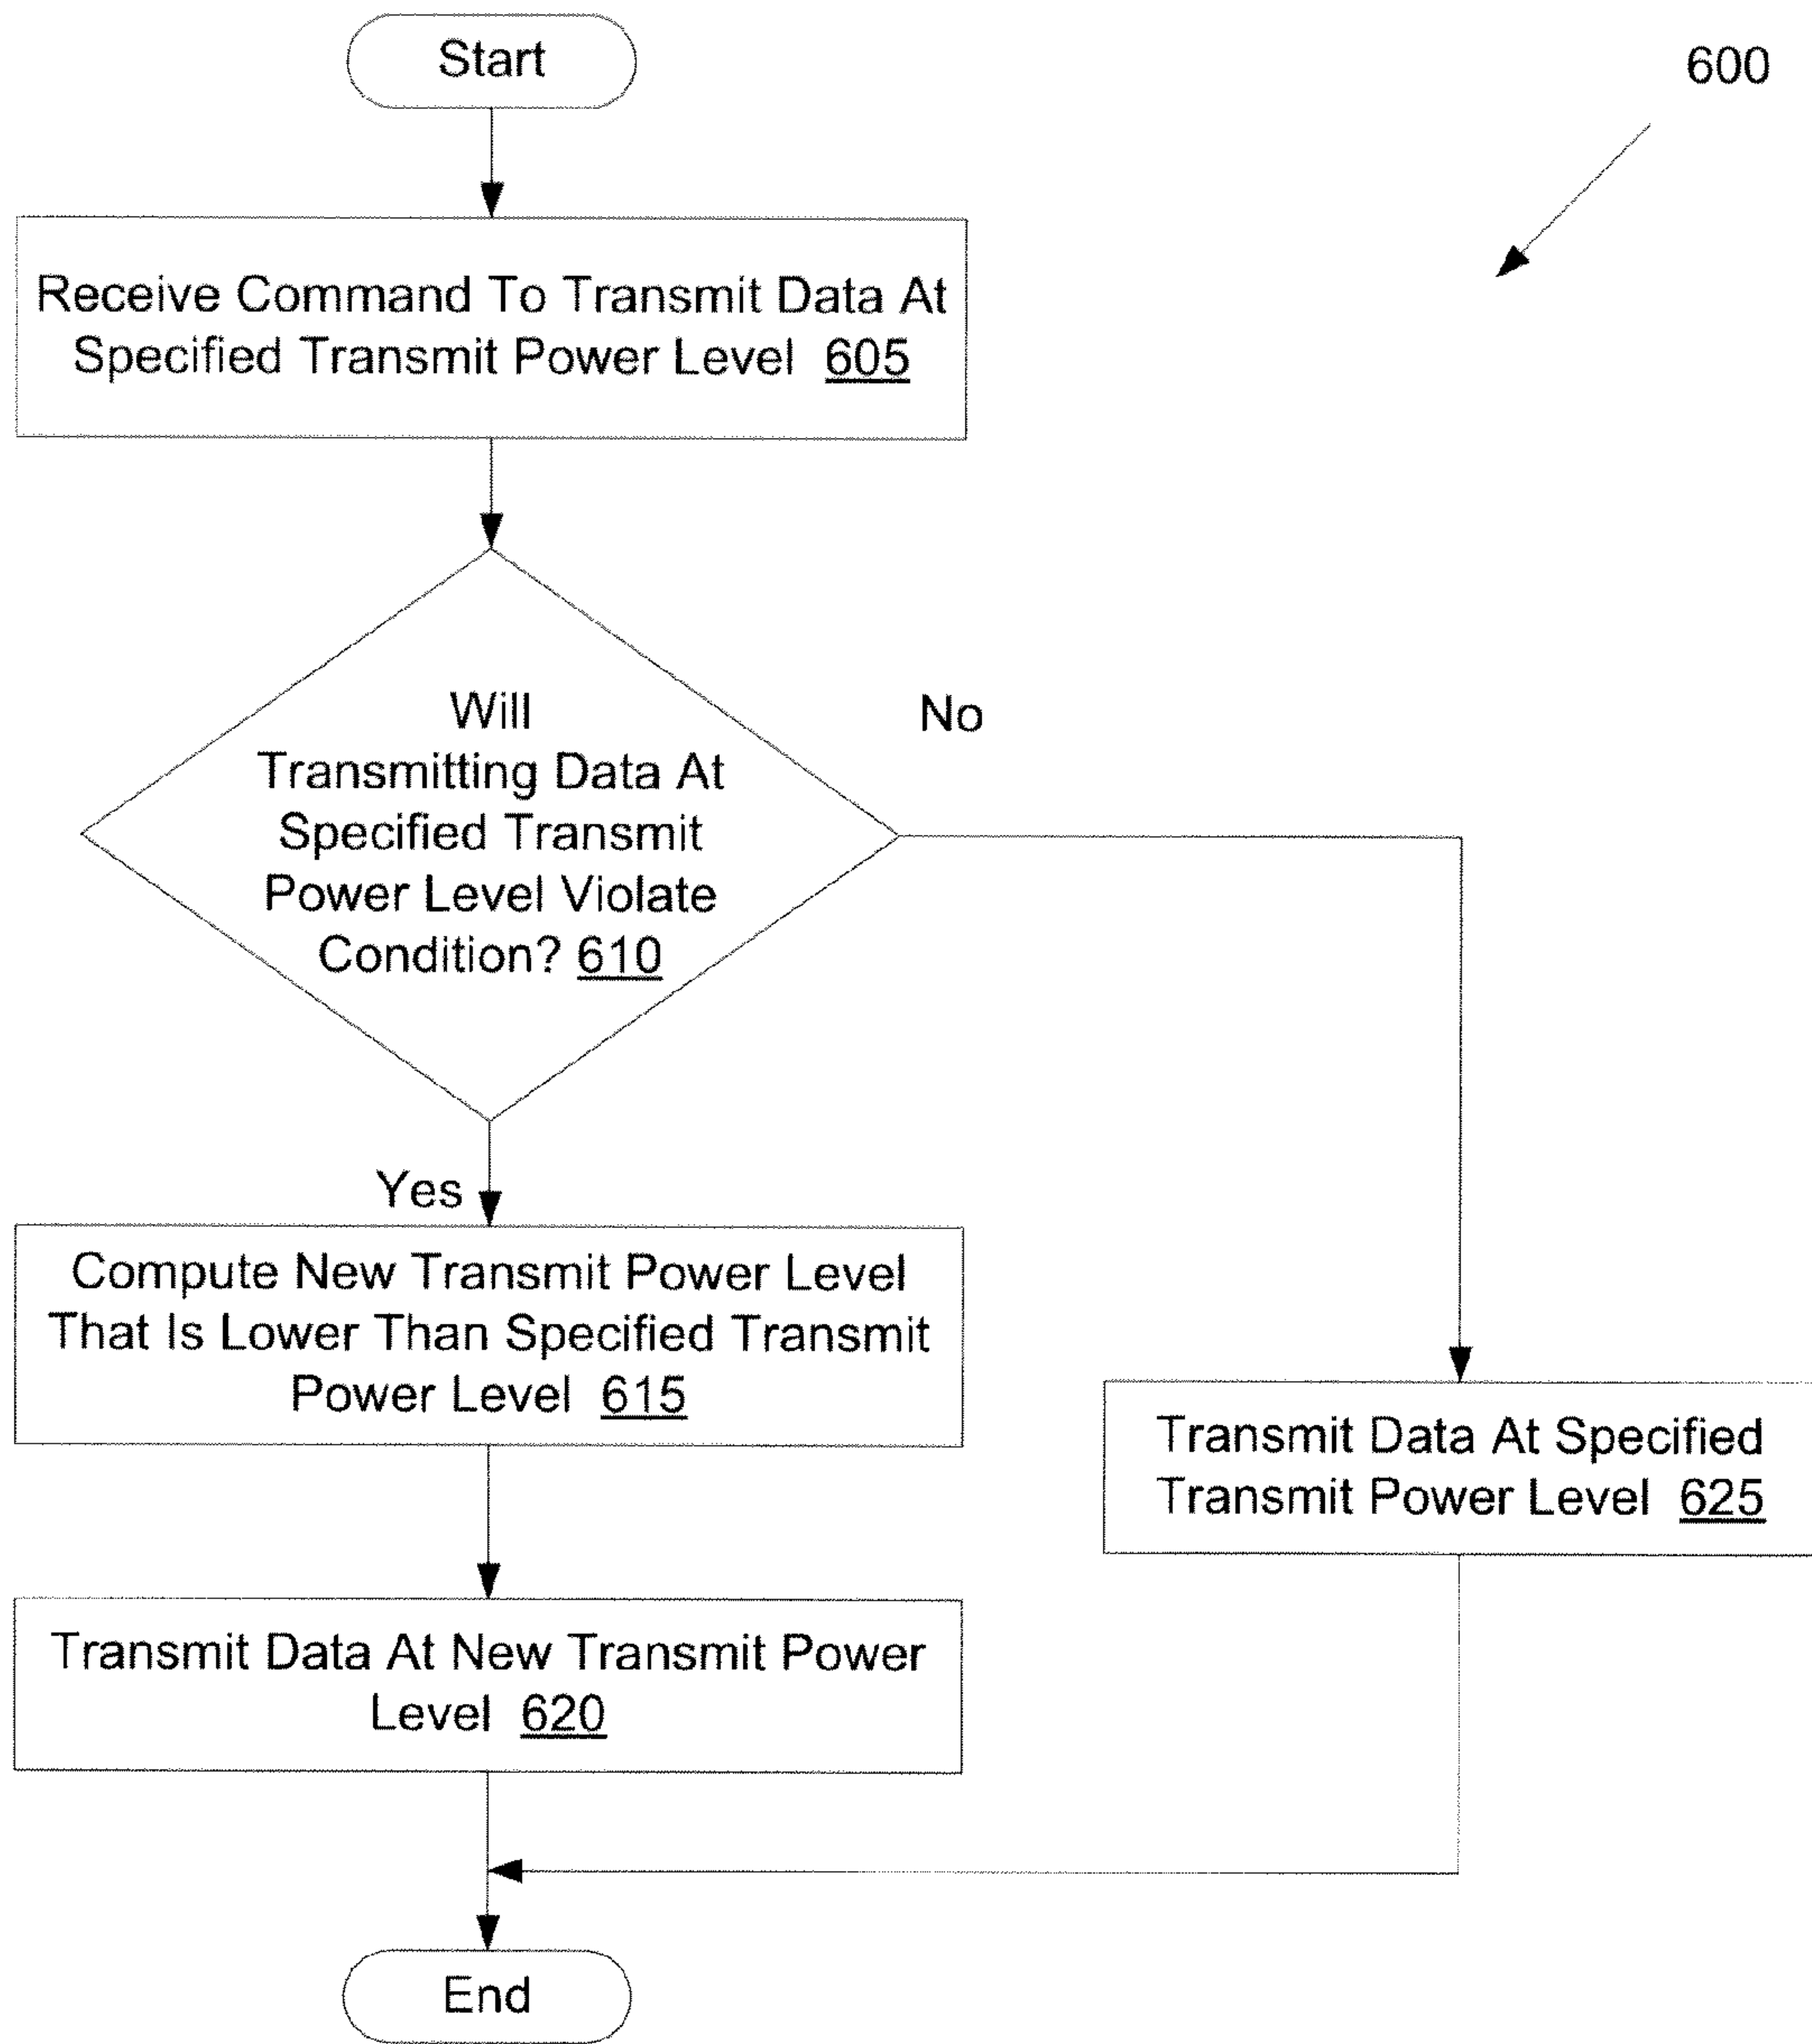 Start
600
Receive Command To Transmit Data At
Specified Transmit Power Level 605
Will
Transmitting Data At
Specified Transmit
Power Level Violate
Condition? 610
No
Yes
Compute New Transmit Power Level
That Is Lower Than Specified Transmit
Power Level 615
Transmit Data At Specified
Transmit Power Level 625
Transmit Data At New Transmit Power
Level 620
End